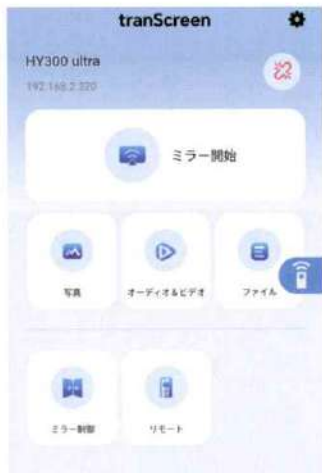 tranScreen
HY300 ultra
192.168.2.320
ミラー開始
写真
オーディオ&ビデオ
ファイル
ミラー制御
リモート